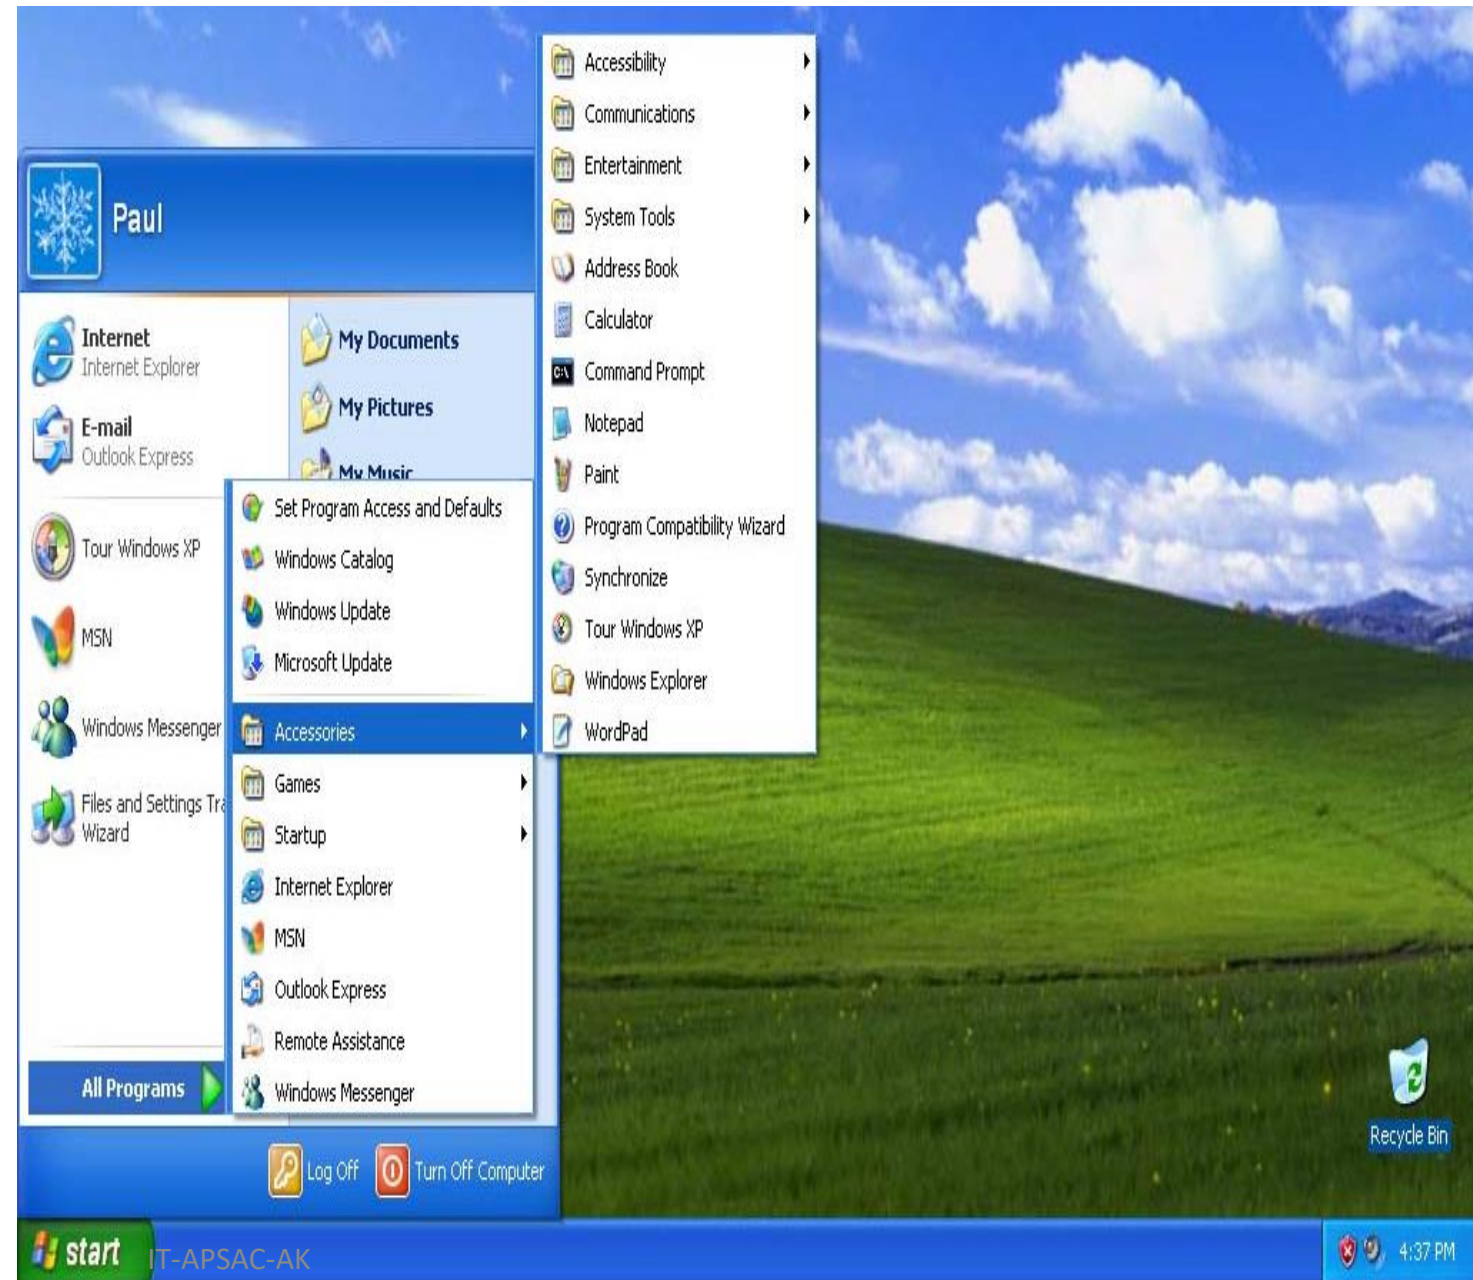 Paul
Internet
Internet Explorer
E-mail
Outlook Express
Tour Windows XP
MSN
Windows Messenger
Files and Settings Tra
Wizard
All Programs
My Documents
My Pictures
My Music
Set Program Access and Defaults
Windows Catalog
Windows Update
Microsoft Update
Accessories
Games
Startup
Internet Explorer
MSN
Outlook Express
Remote Assistance
Windows Messenger
Accessibility
Communications
Entertainment
System Tools
Address Book
Calculator
Command Prompt
Notepad
Paint
Program Compatibility Wizard
Synchronize
Tour Windows XP
Windows Explorer
WordPad
Recycle Bin
Log Off
Turn Off Computer
start
IT-APSAC-AK
4:37 PM